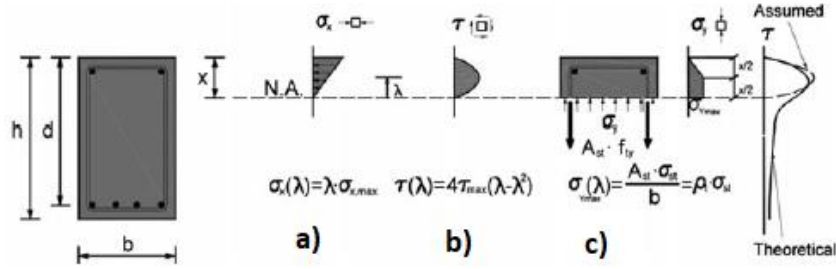 Assumed
σx
τ
σy
τ
x
N.A.
λ
x/2
x/2
h
d
σy
σYmax
Ast · fty
σx(λ)=λ·σx,max
τ(λ)=4τmax(λ-λ²)
σYmax(λ)=Ast · σst/b=ρt·σst
b
a)
b)
c)
Theoretical